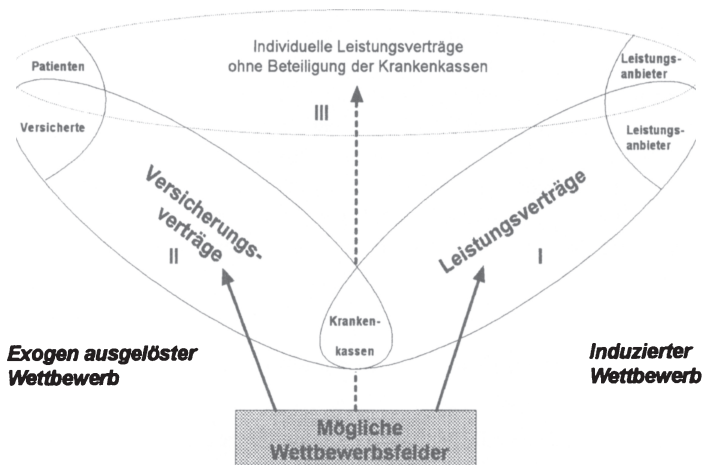 Individuelle Leistungsverträge
ohne Beteiligung der Krankenkassen
Patienten
Leistungs-
anbieter
III
Versicherte
Leistungs-
anbieter
Versicherungs-
verträge
II
Leistungsverträge
I
Kranken-
kassen
Exogen ausgelöster
Wettbewerb
Induzierter
Wettbewerb
Mögliche
Wettbewerbsfelder